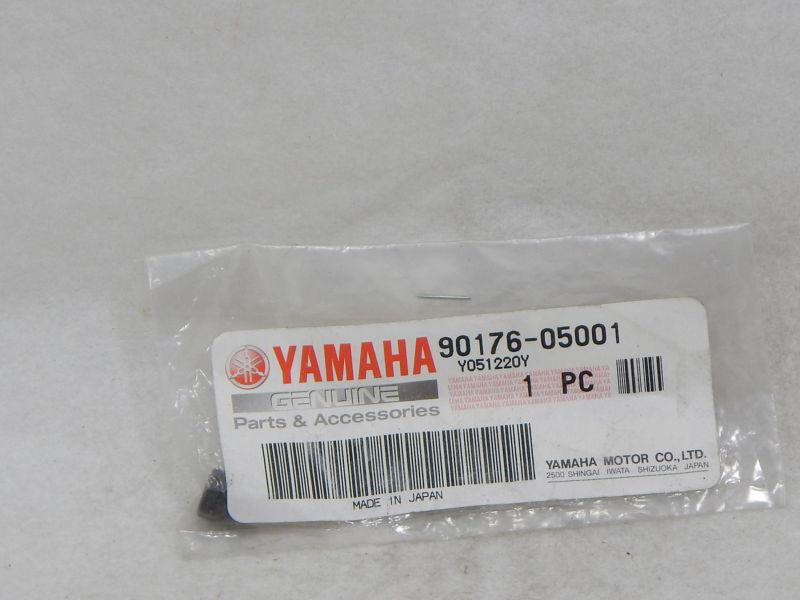 YAMAHA 90176-05001
Y051220Y
GENUINE
Parts & Accessories
1 PC
YAMAHA MOTOR CO.,LTD.
2500 SHINGAI IWATA SHIZUOKA JAPAN
MADE IN JAPAN